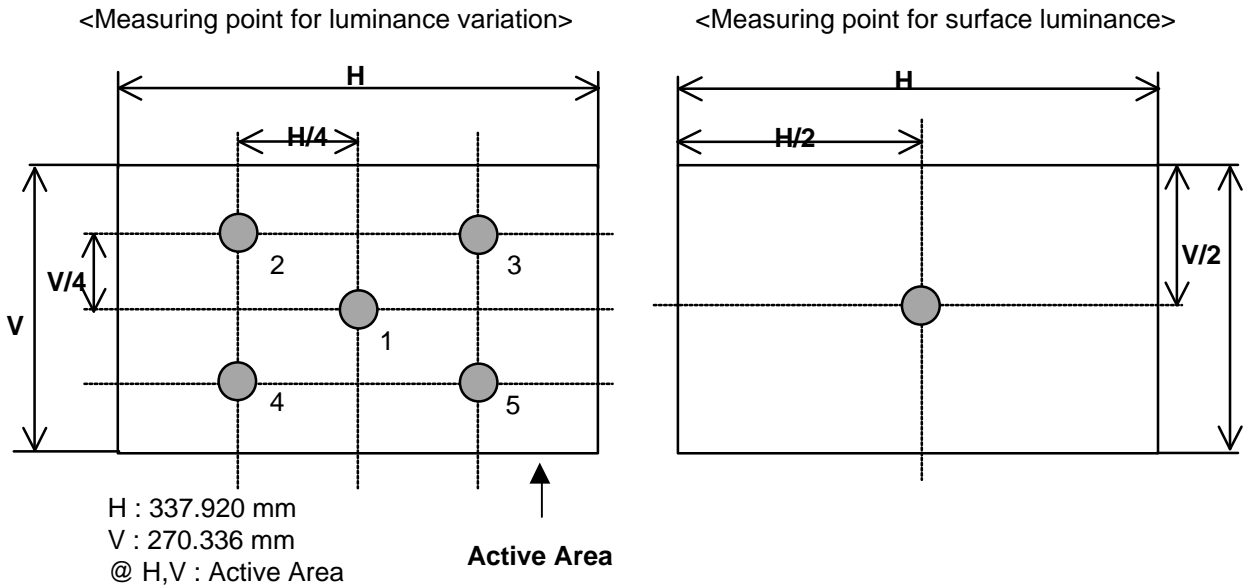 <Measuring point for luminance variation>
<Measuring point for surface luminance>
H
H
H/4
H/2
2
3
V/4
V/2
V
1
4
5
H : 337.920 mm
V : 270.336 mm
@ H,V : Active Area
Active Area